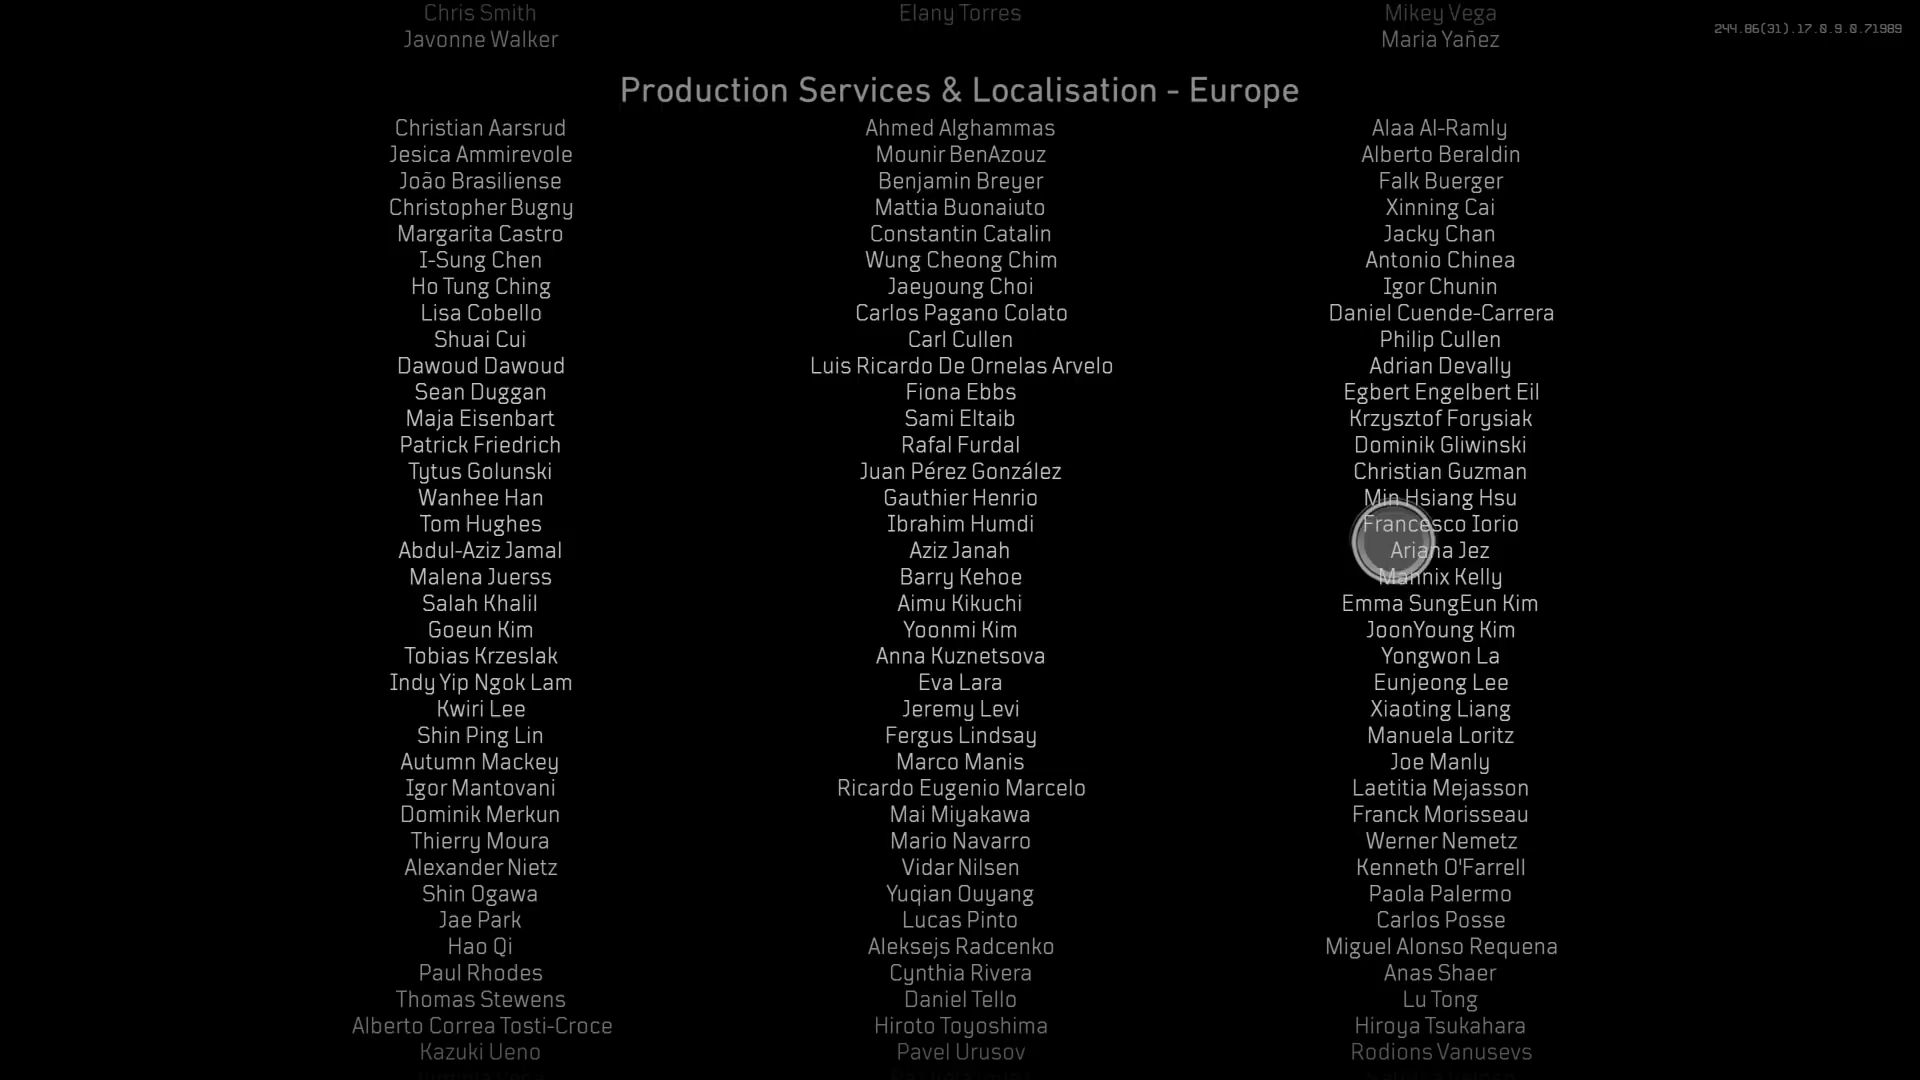 Chris Smith Elany Torres Mikey Vega
244.86(31).17.0.9.0.71989
Javonne Walker Maria Yañez
Production Services & Localisation - Europe
Christian Aarsrud Ahmed Alghammas Alaa Al-Ramly
Jesica Ammirevole Mounir BenAzouz Alberto Beraldin
João Brasiliense Benjamin Breyer Falk Buerger
Christopher Bugny Mattia Buonaiuto Xinning Cai
Margarita Castro Constantin Catalin Jacky Chan
I-Sung Chen Wung Cheong Chim Antonio Chinea
Ho Tung Ching Jaeyoung Choi Igor Chunin
Lisa Cobello Carlos Pagano Colato Daniel Cuende-Carrera
Shuai Cui Carl Cullen Philip Cullen
Dawoud Dawoud Luis Ricardo De Ornelas Arvelo Adrian Devally
Sean Duggan Fiona Ebbs Egbert Engelbert Eil
Maja Eisenbart Sami Eltaib Krzysztof Forysiak
Patrick Friedrich Rafal Furdal Dominik Gliwinski
Tytus Golunski Juan Pérez González Christian Guzman
Wanhee Han Gauthier Henrio Min Hsiang Hsu
Tom Hughes Ibrahim Humdi Francesco Iorio
Abdul-Aziz Jamal Aziz Janah Ariana Jez
Malena Juerss Barry Kehoe Mannix Kelly
Salah Khalil Aimu Kikuchi Emma SungEun Kim
Goeun Kim Yoonmi Kim JoonYoung Kim
Tobias Krzeslak Anna Kuznetsova Yongwon La
Indy Yip Ngok Lam Eva Lara Eunjeong Lee
Kwiri Lee Jeremy Levi Xiaoting Liang
Shin Ping Lin Fergus Lindsay Manuela Loritz
Autumn Mackey Marco Manis Joe Manly
Igor Mantovani Ricardo Eugenio Marcelo Laetitia Mejasson
Dominik Merkun Mai Miyakawa Franck Morisseau
Thierry Moura Mario Navarro Werner Nemetz
Alexander Nietz Vidar Nilsen Kenneth O'Farrell
Shin Ogawa Yuqian Ouyang Paola Palermo
Jae Park Lucas Pinto Carlos Posse
Hao Qi Aleksejs Radcenko Miguel Alonso Requena
Paul Rhodes Cynthia Rivera Anas Shaer
Thomas Stewens Daniel Tello Lu Tong
Alberto Correa Tosti-Croce Hiroto Toyoshima Hiroya Tsukahara
Kazuki Ueno Pavel Urusov Rodions Vanusevs